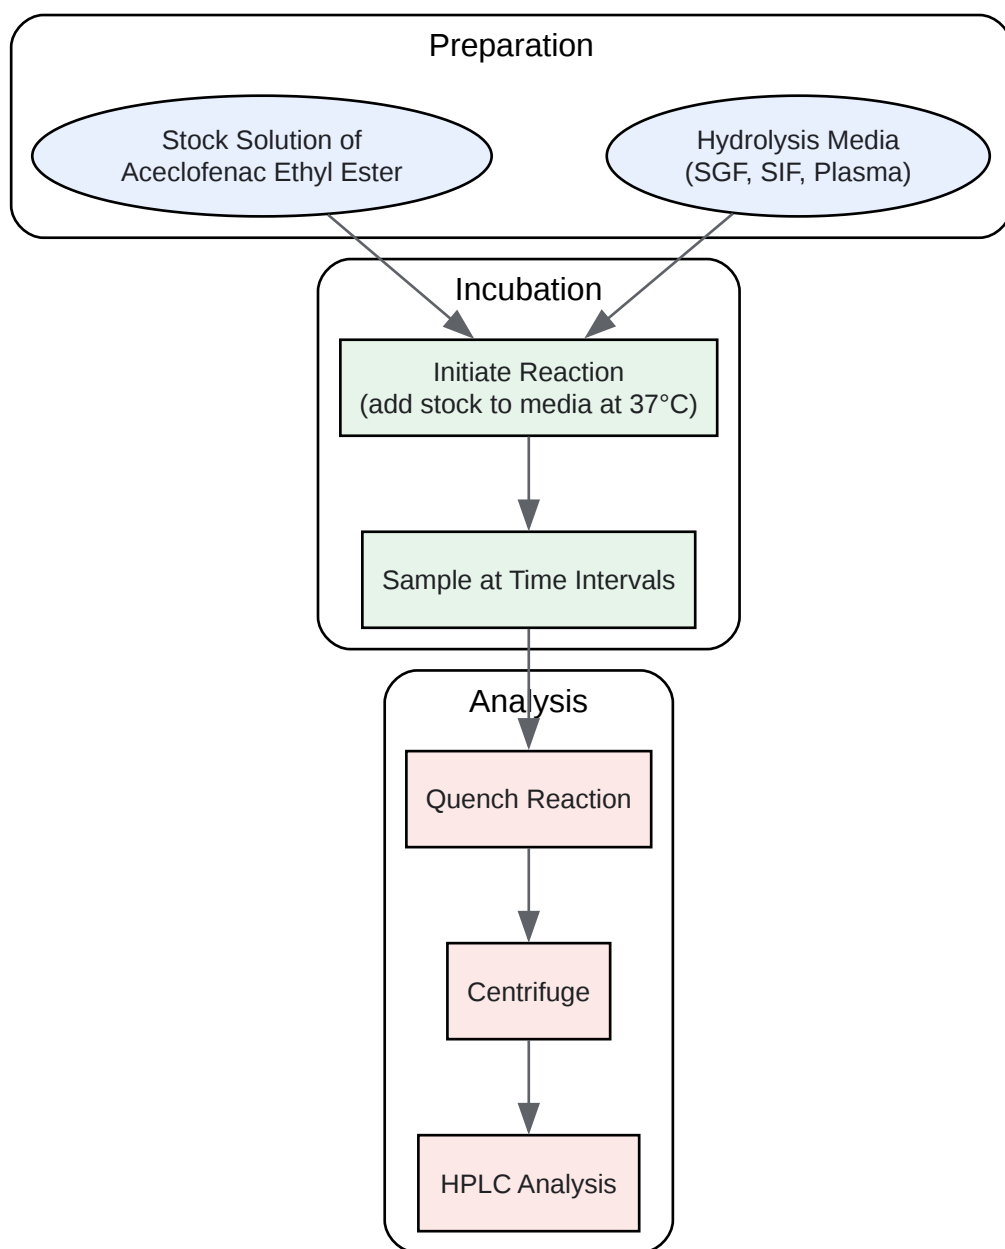 Preparation
Stock Solution of
Aceclofenac Ethyl Ester
Hydrolysis Media
(SGF, SIF, Plasma)
Incubation
Initiate Reaction
(add stock to media at 37°C)
Sample at Time Intervals
Analysis
Quench Reaction
Centrifuge
HPLC Analysis